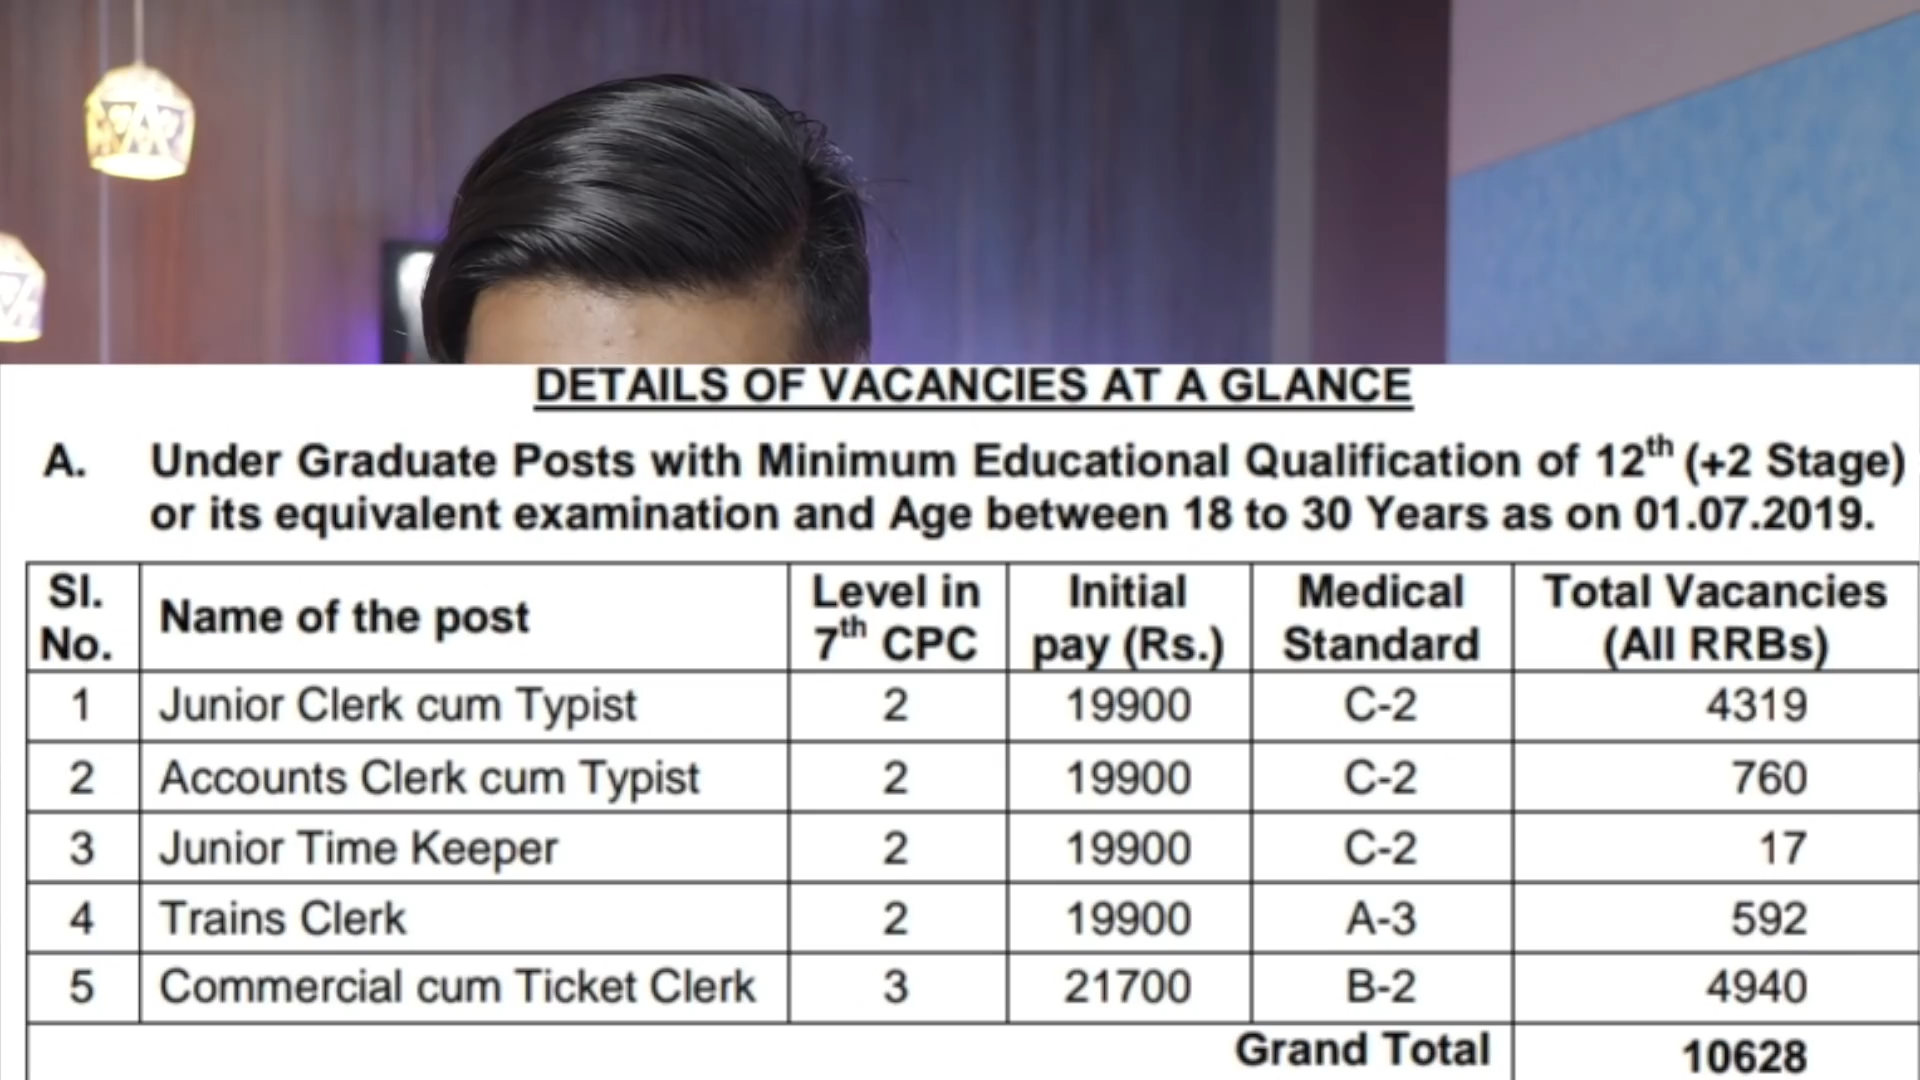 DETAILS OF VACANCIES AT A GLANCE
A. Under Graduate Posts with Minimum Educational Qualification of 12th (+2 Stage)
or its equivalent examination and Age between 18 to 30 Years as on 01.07.2019.
Sl. No. Name of the post Level in 7th CPC Initial pay (Rs.) Medical Standard Total Vacancies (All RRBs)
1 Junior Clerk cum Typist 2 19900 C-2 4319
2 Accounts Clerk cum Typist 2 19900 C-2 760
3 Junior Time Keeper 2 19900 C-2 17
4 Trains Clerk 2 19900 A-3 592
5 Commercial cum Ticket Clerk 3 21700 B-2 4940
Grand Total 10628